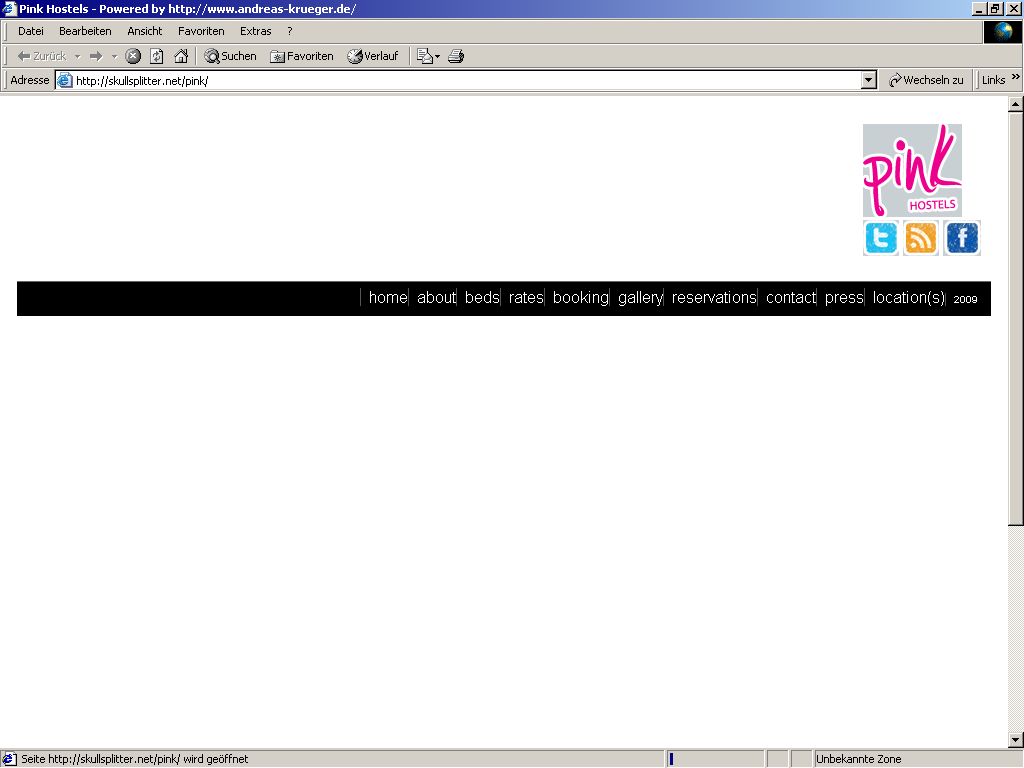 Pink Hostels - Powered by http://www.andreas-krueger.de/
Datei Bearbeiten Ansicht Favoriten Extras ?
Zurück Suchen Favoriten Verlauf
Adresse http://skullsplitter.net/pink/ Wechseln zu Links »
pink
HOSTELS
home about beds rates booking gallery reservations contact press location(s) 2009
Seite http://skullsplitter.net/pink/ wird geöffnet Unbekannte Zone